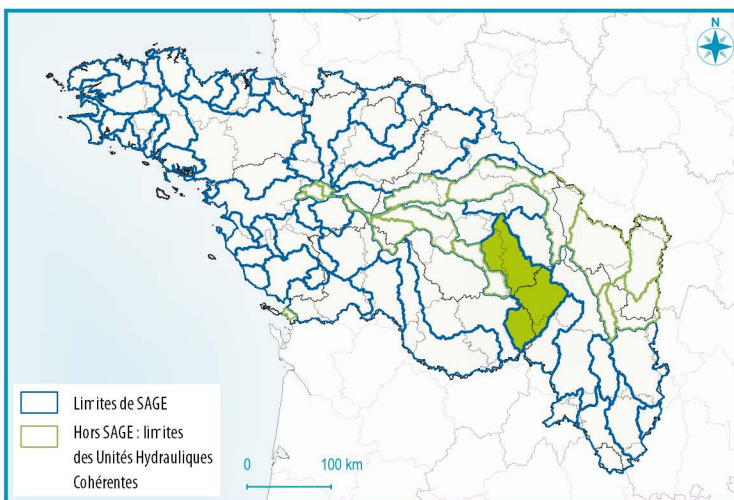 N
Limites de SAGE
Hors SAGE : limites
des Unités Hydrauliques
Cohérentes
0 100 km